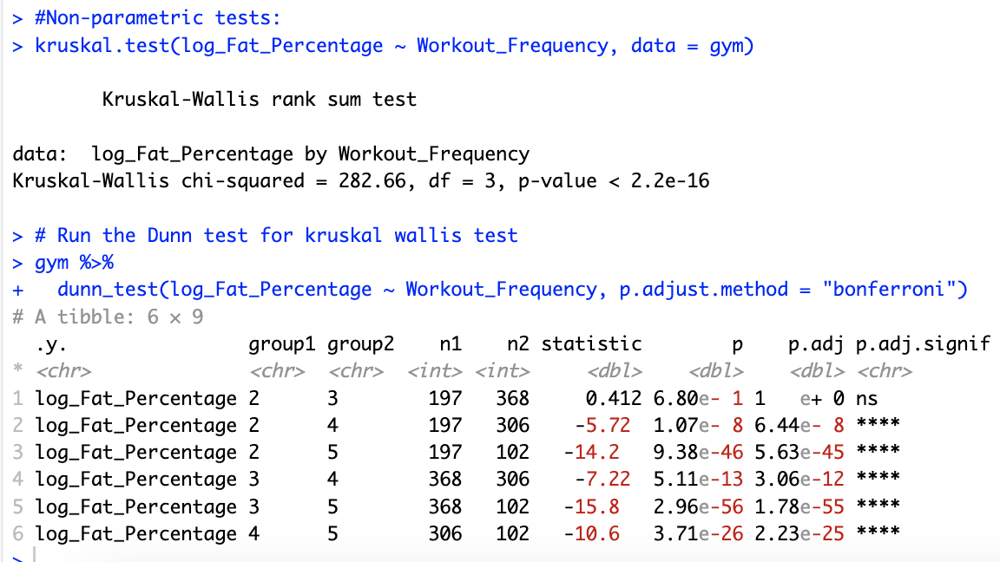 > #Non-parametric tests:
> kruskal.test(log_Fat_Percentage ~ Workout_Frequency, data = gym)
Kruskal-Wallis rank sum test
data:  log_Fat_Percentage by Workout_Frequency
Kruskal-Wallis chi-squared = 282.66, df = 3, p-value < 2.2e-16
> # Run the Dunn test for kruskal wallis test
> gym %>%
+   dunn_test(log_Fat_Percentage ~ Workout_Frequency, p.adjust.method = "bonferroni")
# A tibble: 6 × 9
  .y.                group1 group2    n1    n2 statistic        p    p.adj p.adj.signif
* <chr>              <chr>  <chr>  <int> <int>     <dbl>    <dbl>    <dbl> <chr>
1 log_Fat_Percentage 2      3        197   368     0.412 6.80e- 1 1   e+ 0 ns
2 log_Fat_Percentage 2      4        197   306    -5.72  1.07e- 8 6.44e- 8 ****
3 log_Fat_Percentage 2      5        197   102   -14.2   9.38e-46 5.63e-45 ****
4 log_Fat_Percentage 3      4        368   306    -7.22  5.11e-13 3.06e-12 ****
5 log_Fat_Percentage 3      5        368   102   -15.8   2.96e-56 1.78e-55 ****
6 log_Fat_Percentage 4      5        306   102   -10.6   3.71e-26 2.23e-25 ****
>